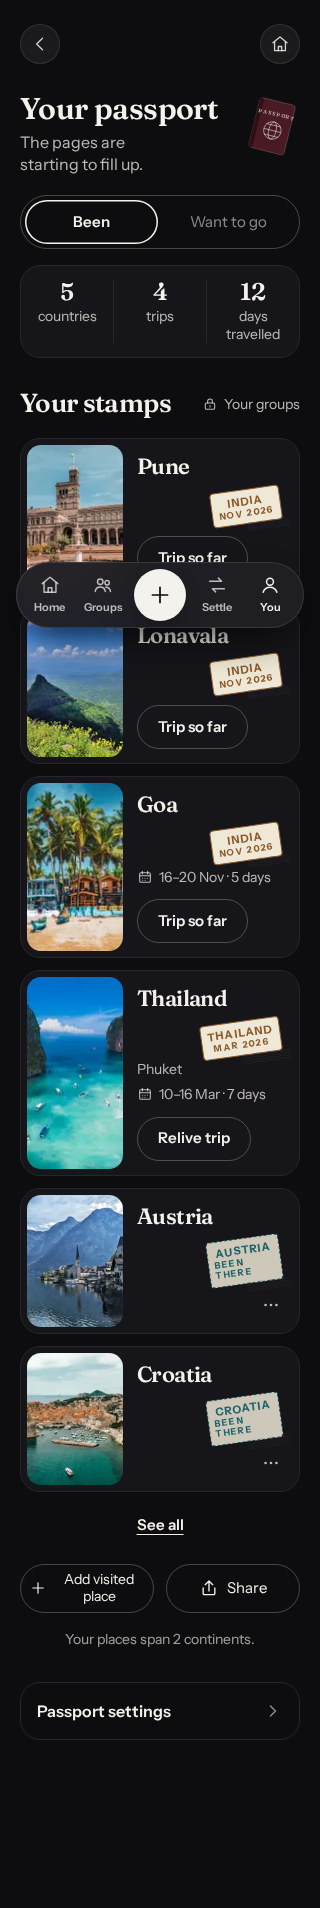 Your passport
PASSPORT
The pages are
starting to fill up.
Been
Want to go
5
countries
4
trips
12
days
travelled
Your stamps
Your groups
Pune
INDIA
NOV 2026
Trip so far
Home
Groups
Settle
You
Lonavala
INDIA
NOV 2026
Trip so far
Goa
INDIA
NOV 2026
16–20 Nov · 5 days
Trip so far
Thailand
THAILAND
MAR 2026
Phuket
10–16 Mar · 7 days
Relive trip
Austria
AUSTRIA
BEEN
THERE
Croatia
CROATIA
BEEN
THERE
See all
Add visited
place
Share
Your places span 2 continents.
Passport settings